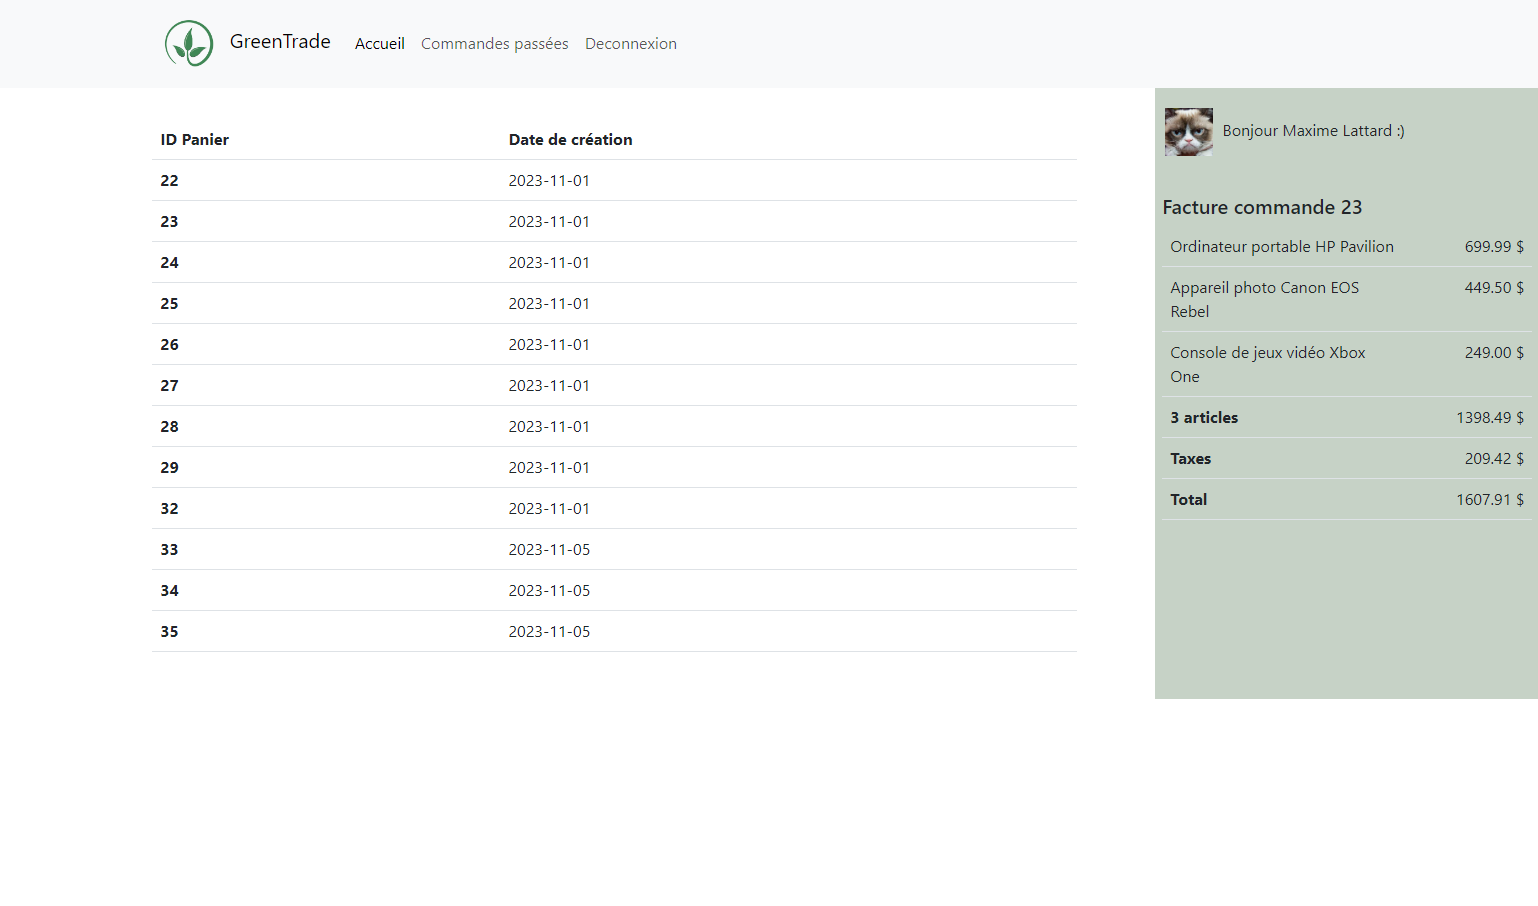 GreenTrade Accueil Commandes passées Deconnexion
ID Panier Date de création
22 2023-11-01
23 2023-11-01
24 2023-11-01
25 2023-11-01
26 2023-11-01
27 2023-11-01
28 2023-11-01
29 2023-11-01
32 2023-11-01
33 2023-11-05
34 2023-11-05
35 2023-11-05
Bonjour Maxime Lattard :)
Facture commande 23
Ordinateur portable HP Pavilion 699.99 $
Appareil photo Canon EOS 449.50 $
Rebel
Console de jeux vidéo Xbox 249.00 $
One
3 articles 1398.49 $
Taxes 209.42 $
Total 1607.91 $